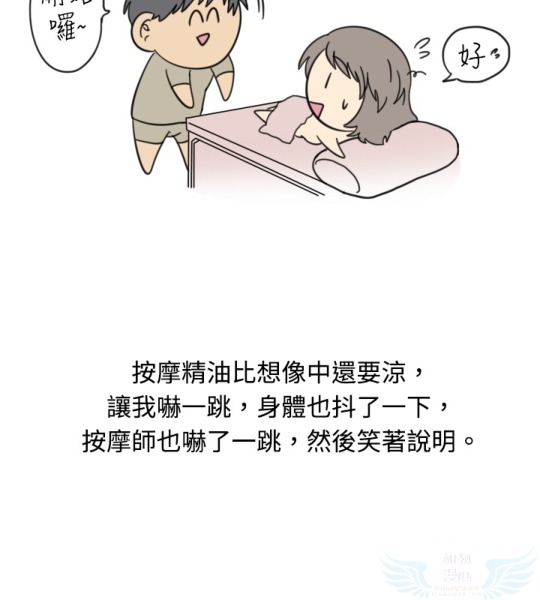 囉~
好
按摩精油比想像中還要涼，
讓我嚇一跳，身體也抖了一下，
按摩師也嚇了一跳，然後笑著說明。